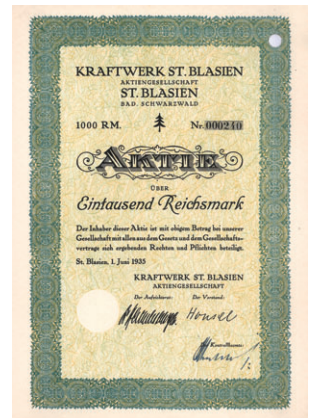 KRAFTWERK ST. BLASIEN
AKTIENGESELLSCHAFT
ST. BLASIEN
BAD. SCHWARZWALD
1000 RM. Nr. 000240
AKTIE
ÜBER
Eintausend Reichsmark
Der Inhaber dieser Aktie ist mit obigem Betrag bei unserer
Gesellschaft mit allen aus dem Gesetz und dem Gesellschafts-
vertrage sich ergebenden Rechten und Pflichten beteiligt.
St. Blasien, 1. Juni 1935
KRAFTWERK ST. BLASIEN
AKTIENGESELLSCHAFT
Der Aufsichtsrat: Der Vorstand:
Kontrollbeamter: